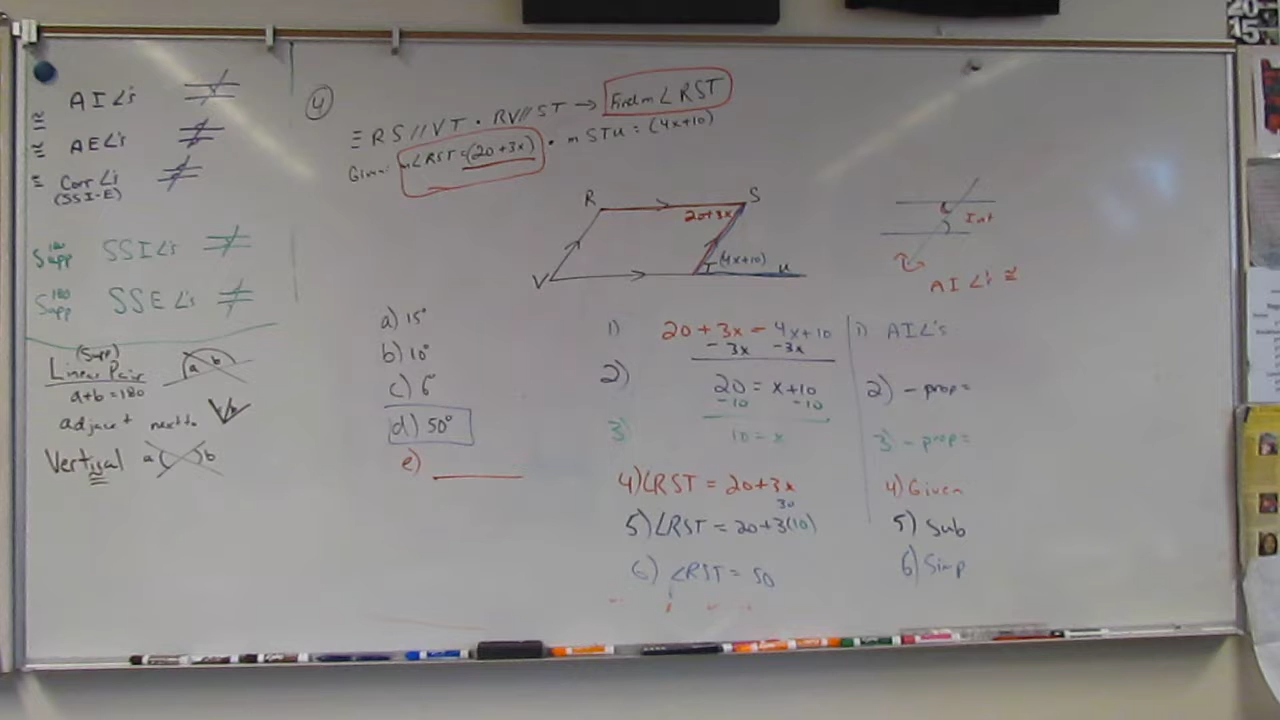 2015
AI∠'s
≅
AE∠'s
≅
Corr∠'s
(SSI-E)
180
Supp SSI∠'s
180
Supp SSE∠'s
(Supp)
Linear Pair
a+b=180
a b
adjacent next to
Vertical a b
≅
4
RS//VT • RV//ST → Find m∠RST
Given: m∠RST=(20+3x) • m STU=(4x+10)
R S
20+3x
V T (4x+10) u
Int
AI∠'s ≅
a) 15°
b) 10°
c) 6°
d) 50°
e)
1) 20+3x = 4x+10 1) AI∠'s
-3x -3x
2) 20 = x+10 2) - prop=
-10 -10
3) 10=x 3) - prop=
4) ∠RST = 20+3x 4) Given
30
5) ∠RST = 20+3(10) 5) Sub
6) ∠RST = 50 6) Simp